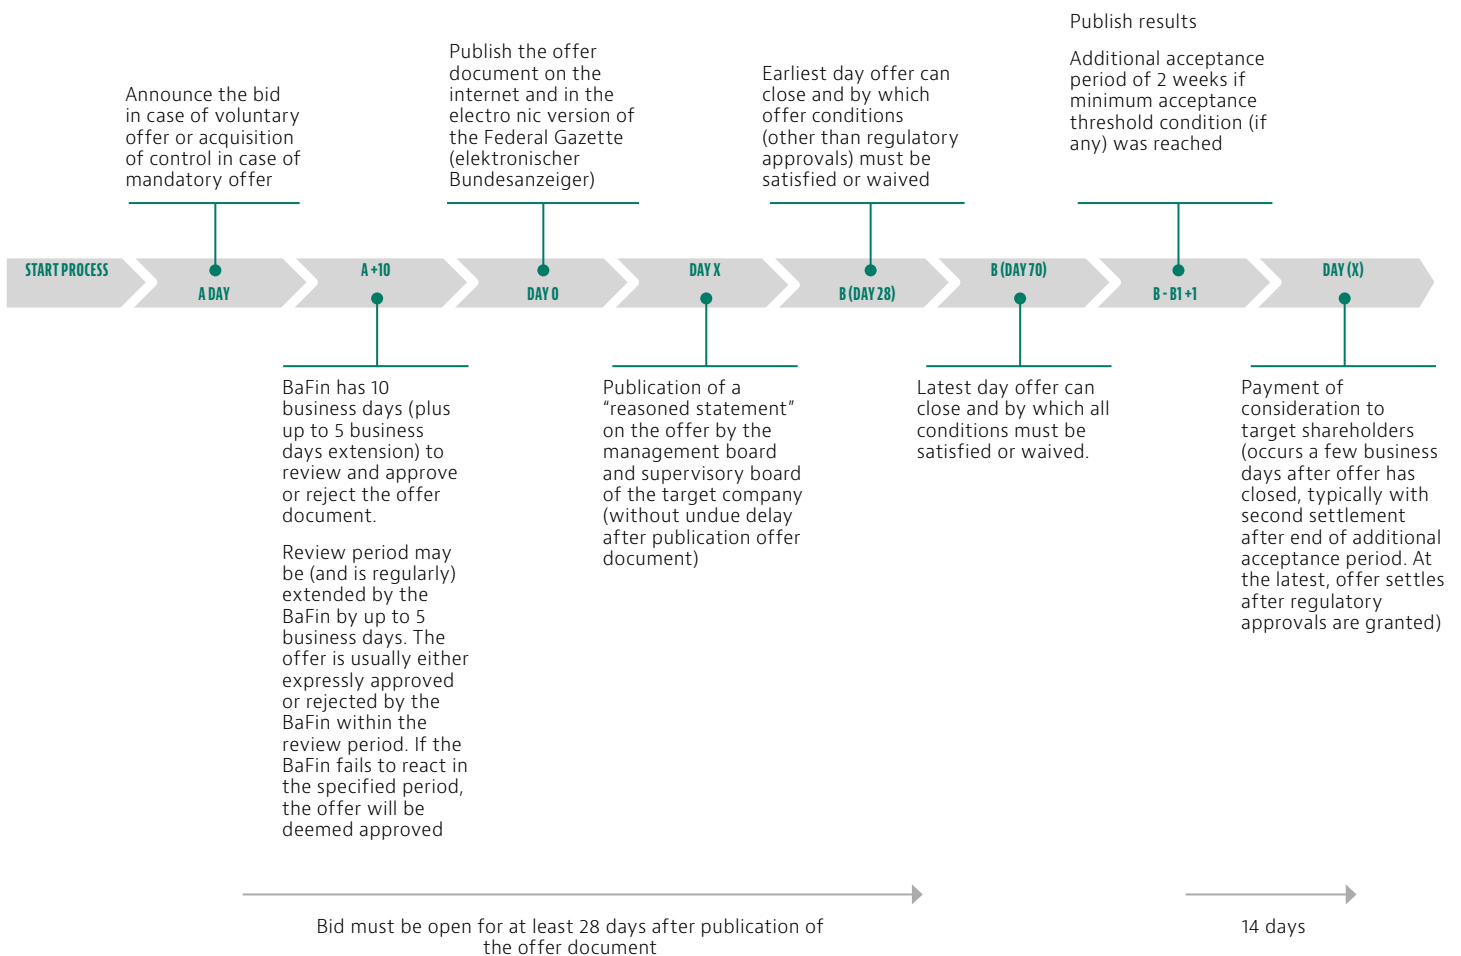 Announce the bid
in case of voluntary
offer or acquisition
of control in case of
mandatory offer
Publish the offer
document on the
internet and in the
electro nic version of
the Federal Gazette
(elektronischer
Bundesanzeiger)
Earliest day offer can
close and by which
offer conditions
(other than regulatory
approvals) must be
satisfied or waived
Publish results
Additional acceptance
period of 2 weeks if
minimum acceptance
threshold condition (if
any) was reached
START PROCESS
A DAY
A +10
DAY 0
DAY X
B (DAY 28)
B (DAY 70)
B - B1 +1
DAY (X)
BaFin has 10
business days (plus
up to 5 business
days extension) to
review and approve
or reject the offer
document.
Review period may
be (and is regularly)
extended by the
BaFin by up to 5
business days. The
offer is usually either
expressly approved
or rejected by the
BaFin within the
review period. If the
BaFin fails to react in
the specified period,
the offer will be
deemed approved
Publication of a
“reasoned statement”
on the offer by the
management board
and supervisory board
of the target company
(without undue delay
after publication offer
document)
Latest day offer can
close and by which all
conditions must be
satisfied or waived.
Payment of
consideration to
target shareholders
(occurs a few business
days after offer has
closed, typically with
second settlement
after end of additional
acceptance period. At
the latest, offer settles
after regulatory
approvals are granted)
Bid must be open for at least 28 days after publication of
the offer document
14 days